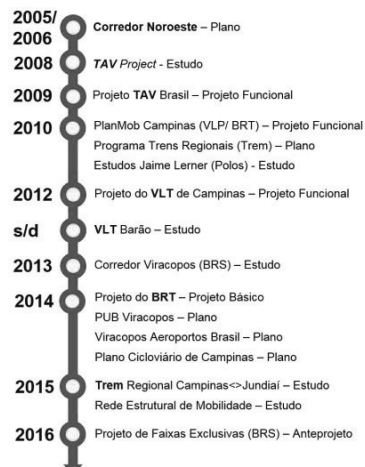 2005/
2006
Corredor Noroeste – Plano
2008
TAV Project - Estudo
2009
Projeto TAV Brasil – Projeto Funcional
2010
PlanMob Campinas (VLP/ BRT) – Projeto Funcional
Programa Trens Regionais (Trem) – Plano
Estudos Jaime Lerner (Polos) - Estudo
2012
Projeto do VLT de Campinas – Projeto Funcional
s/d
VLT Barão – Estudo
2013
Corredor Viracopos (BRS) – Estudo
2014
Projeto do BRT – Projeto Básico
PUB Viracopos – Plano
Viracopos Aeroportos Brasil – Plano
Plano Cicloviário de Campinas – Plano
2015
Trem Regional Campinas<>Jundiaí – Estudo
Rede Estrutural de Mobilidade – Estudo
2016
Projeto de Faixas Exclusivas (BRS) – Anteprojeto